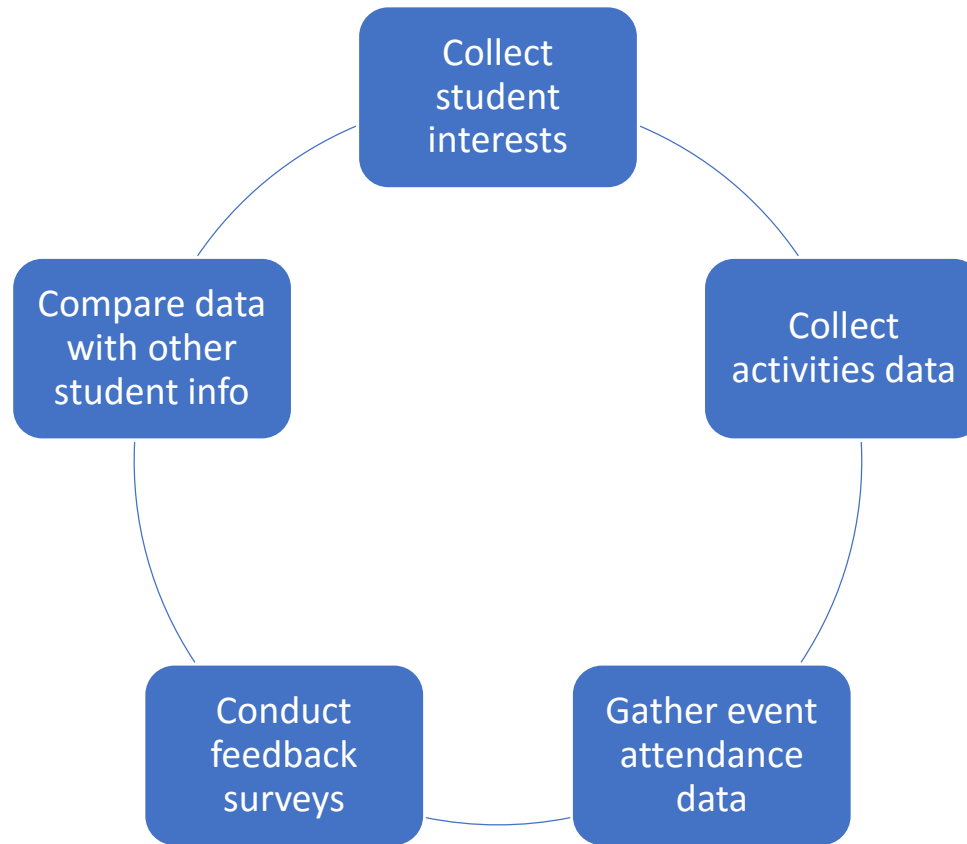 Collect
student
interests
Collect
activities data
Gather event
attendance
data
Conduct
feedback
surveys
Compare data
with other
student info